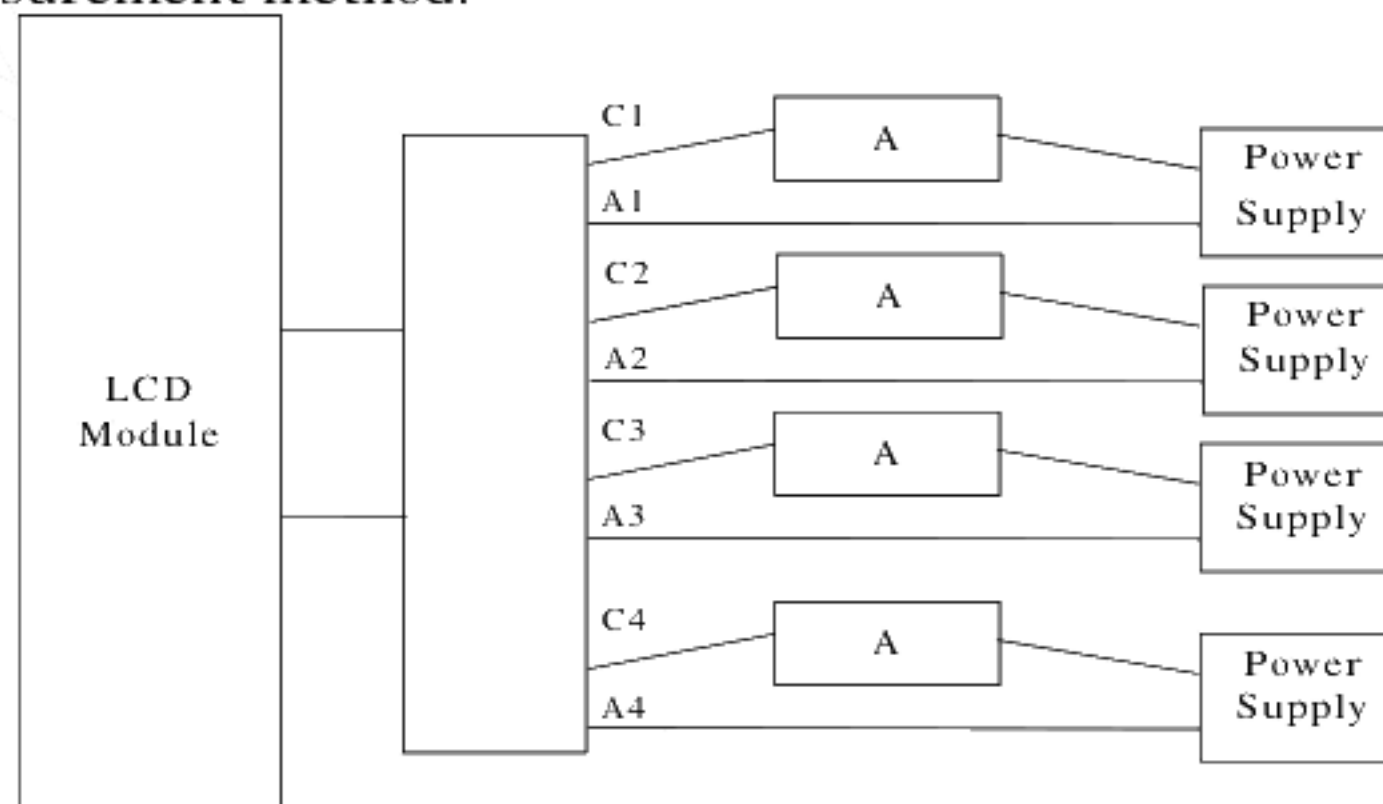 C1
A
Power
Supply
A1
C2
A
Power
Supply
A2
LCD
Module
C3
A
Power
Supply
A3
C4
A
Power
Supply
A4